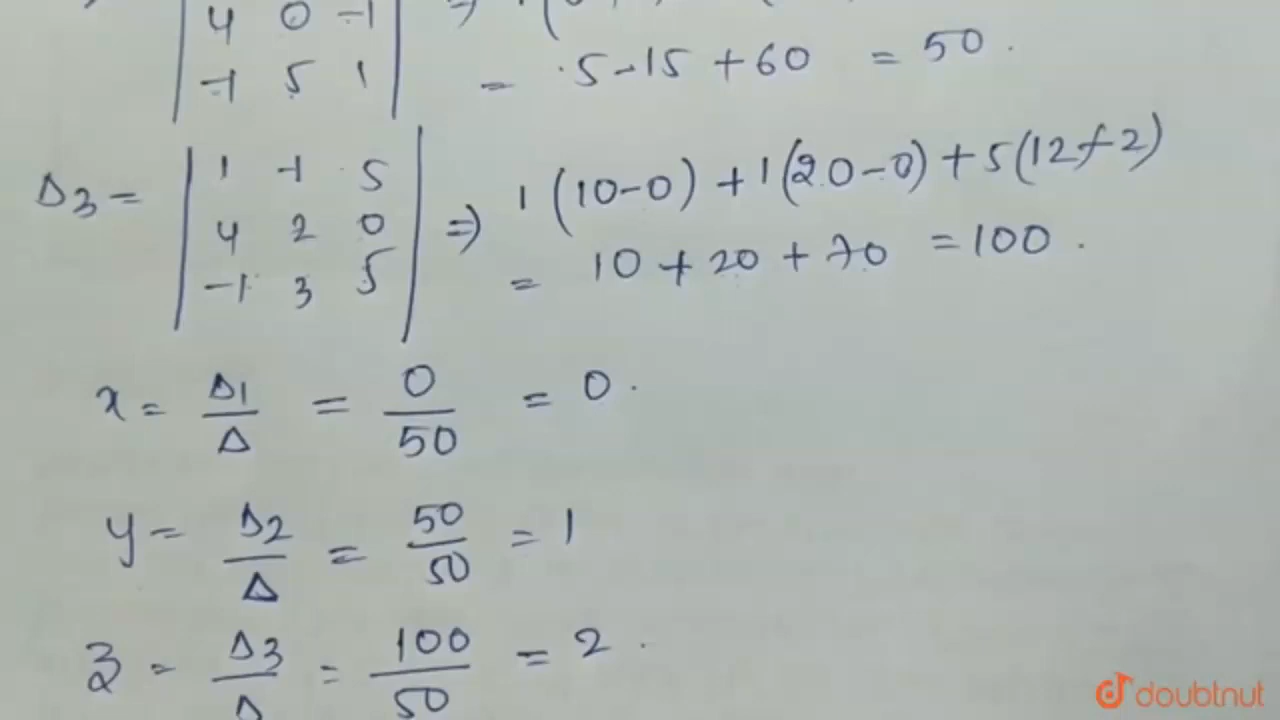 | 4 0 -1 | ⇒ 1(
| -1 5 1 | = 5-15 + 60 = 50.
Δ3 = | 1 -1 5 | ⇒ 1(10-0) + 1(20-0) + 5(12+2)
| 4 2 0 |
| -1 3 5 | = 10 + 20 + 70 = 100.
x = Δ1/Δ = 0/50 = 0.
y = Δ2/Δ = 50/50 = 1
z = Δ3/Δ = 100/50 = 2.
doubtnut